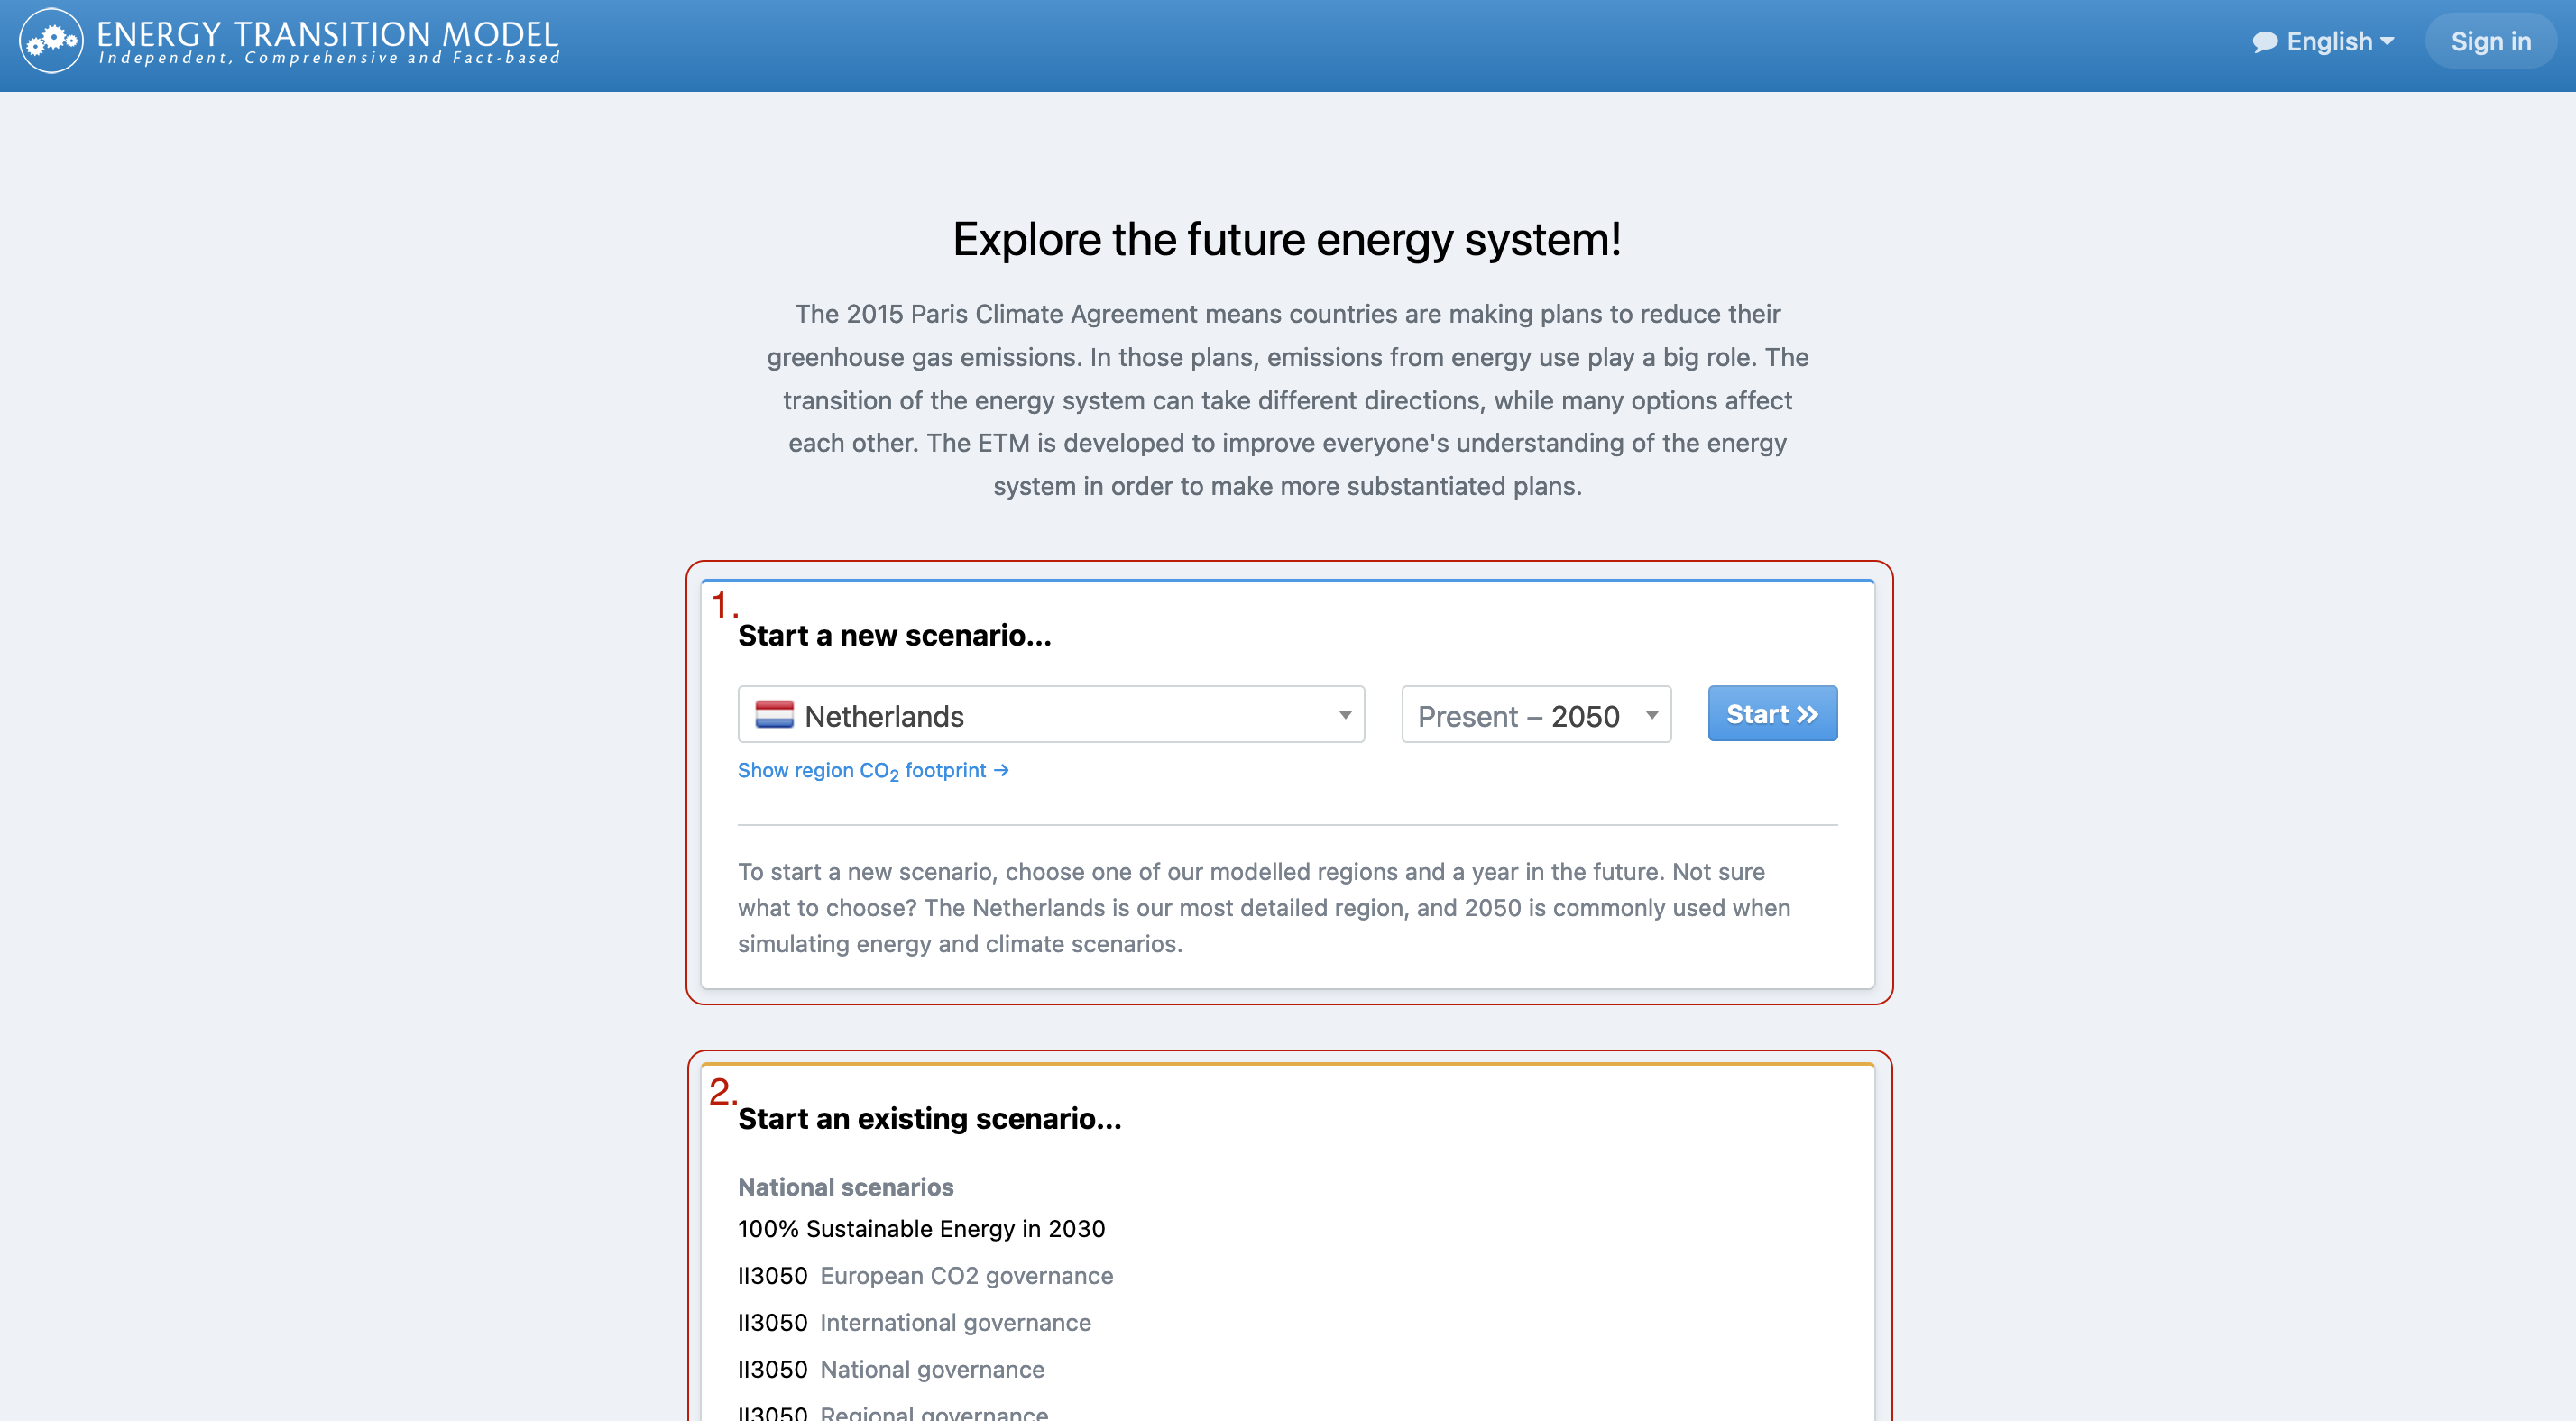 ENERGY TRANSITION MODEL
Independent, Comprehensive and Fact-based
English
Sign in
Explore the future energy system!
The 2015 Paris Climate Agreement means countries are making plans to reduce their
greenhouse gas emissions. In those plans, emissions from energy use play a big role. The
transition of the energy system can take different directions, while many options affect
each other. The ETM is developed to improve everyone's understanding of the energy
system in order to make more substantiated plans.
1.
Start a new scenario...
Netherlands
Present – 2050
Start »
Show region CO₂ footprint →
To start a new scenario, choose one of our modelled regions and a year in the future. Not sure
what to choose? The Netherlands is our most detailed region, and 2050 is commonly used when
simulating energy and climate scenarios.
2.
Start an existing scenario...
National scenarios
100% Sustainable Energy in 2030
II3050 European CO2 governance
II3050 International governance
II3050 National governance
II3050 Regional governance